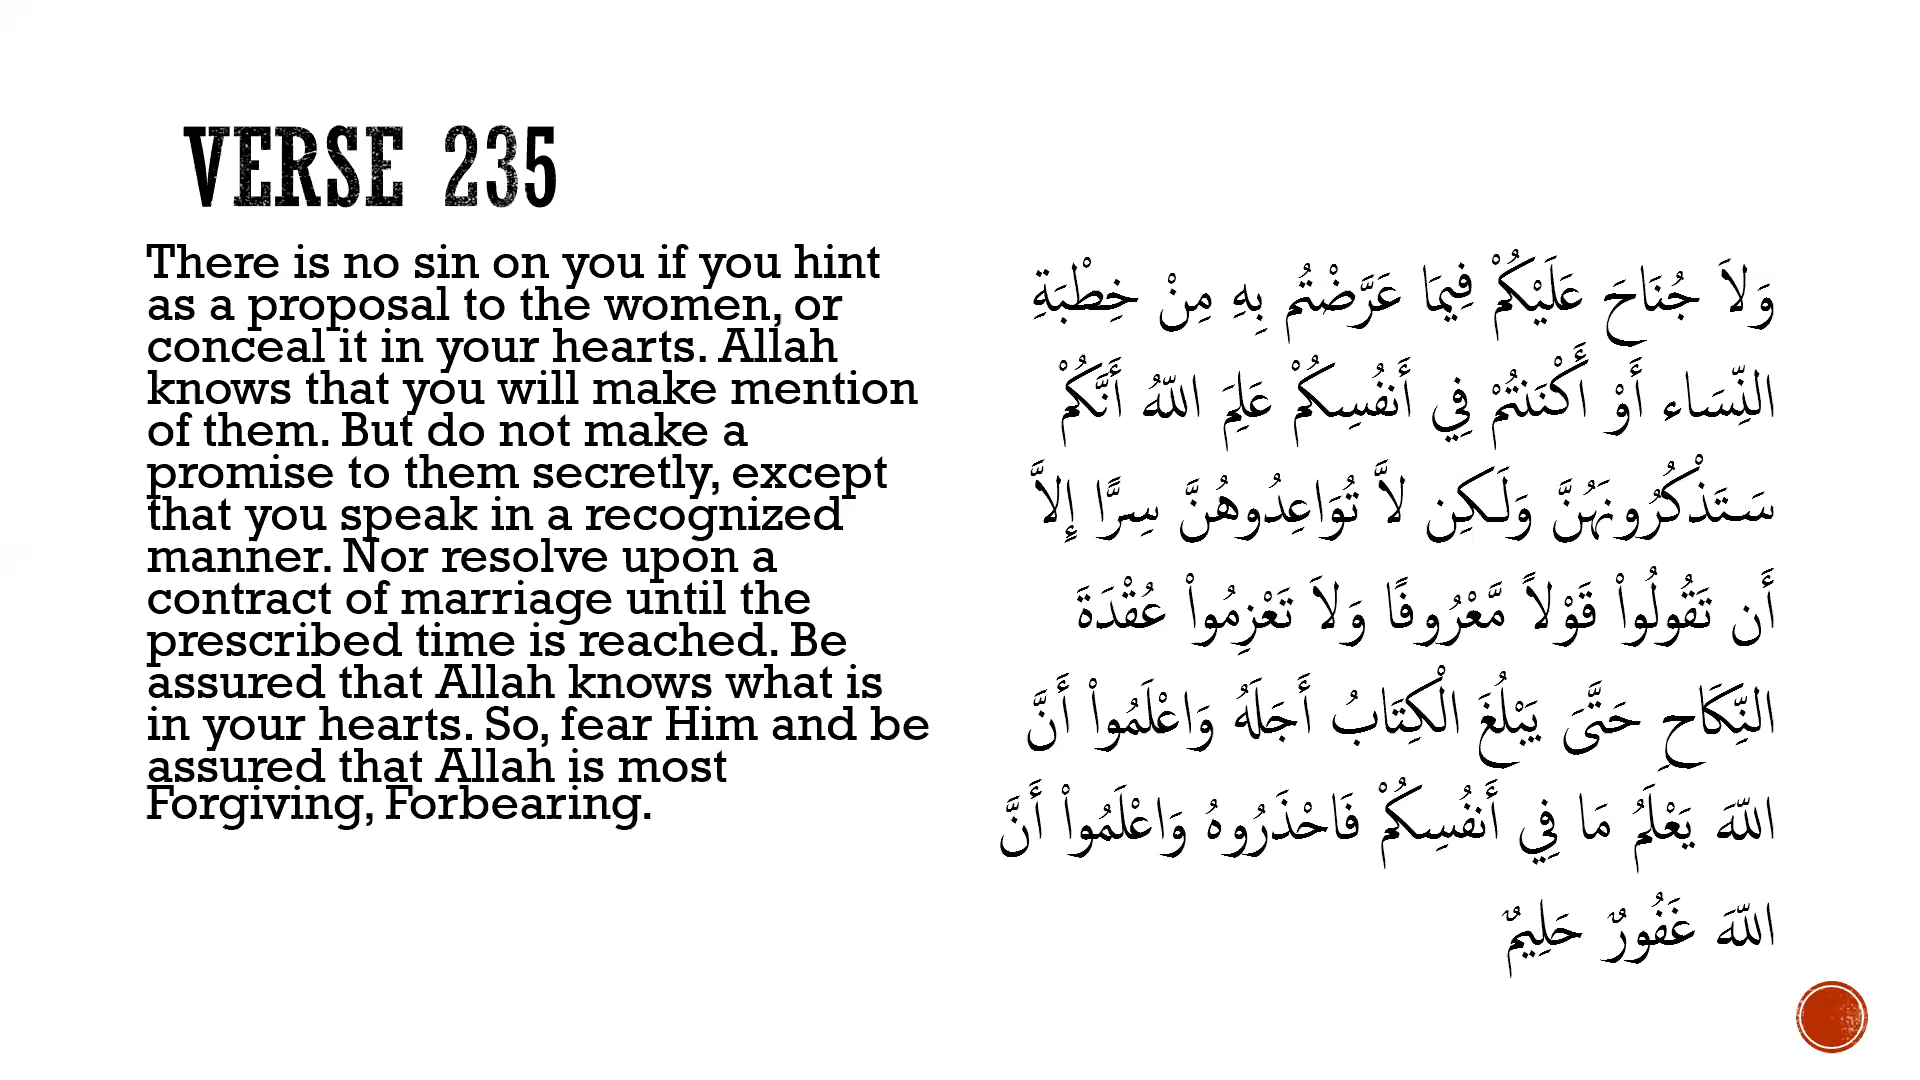 VERSE 235
There is no sin on you if you hint
as a proposal to the women, or
conceal it in your hearts. Allah
knows that you will make mention
of them. But do not make a
promise to them secretly, except
that you speak in a recognized
manner. Nor resolve upon a
contract of marriage until the
prescribed time is reached. Be
assured that Allah knows what is
in your hearts. So, fear Him and be
assured that Allah is most
Forgiving, Forbearing.
وَلاَ جُنَاحَ عَلَيْكُمْ فِيمَا عَرَّضْتُم بِهِ مِنْ خِطْبَةِ
النِّسَاء أَوْ أَكْنَنتُمْ فِي أَنفُسِكُمْ عَلِمَ اللّهُ أَنَّكُمْ
سَتَذْكُرُونَهُنَّ وَلَـكِن لاَّ تُوَاعِدُوهُنَّ سِرًّا إِلاَّ
أَن تَقُولُواْ قَوْلاً مَّعْرُوفًا وَلاَ تَعْزِمُواْ عُقْدَةَ
النِّكَاحِ حَتَّىَ يَبْلُغَ الْكِتَابُ أَجَلَهُ وَاعْلَمُواْ أَنَّ
اللّهَ يَعْلَمُ مَا فِي أَنفُسِكُمْ فَاحْذَرُوهُ وَاعْلَمُواْ أَنَّ
اللّهَ غَفُورٌ حَلِيمٌ